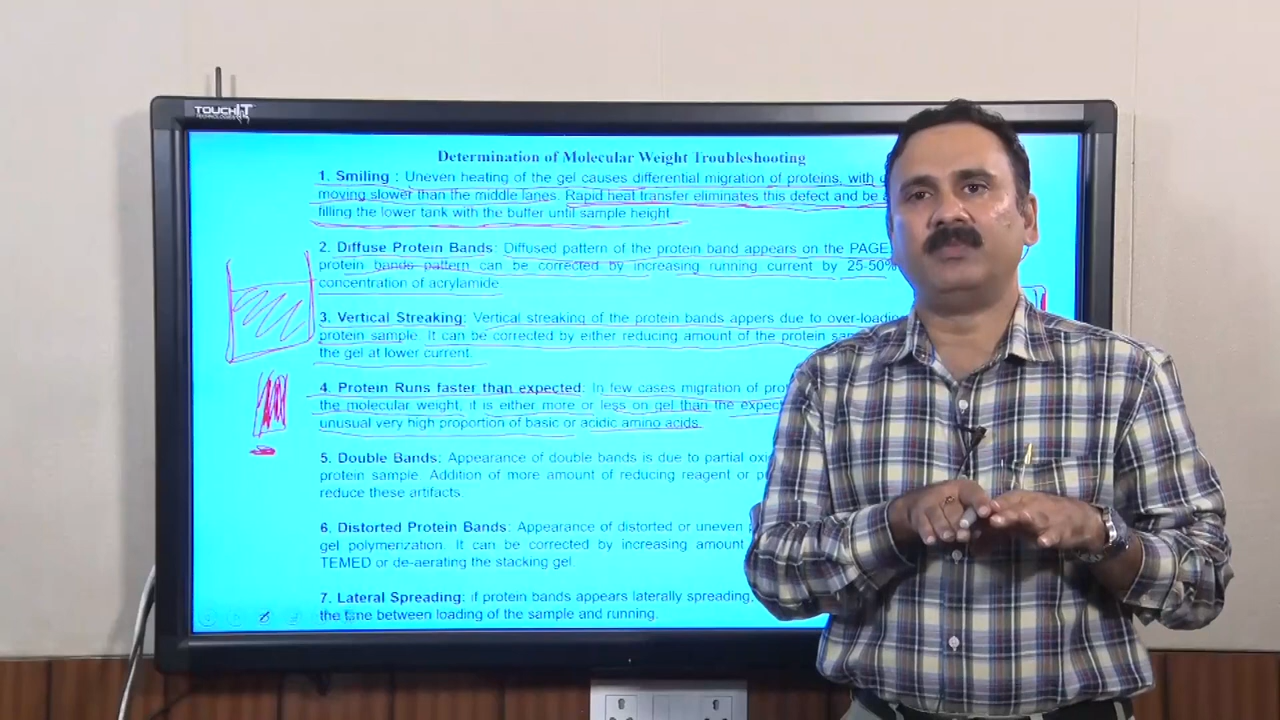 TOUCHIT
TECHNOLOGIES
Determination of Molecular Weight Troubleshooting
1. Smiling : Uneven heating of the gel causes differential migration of proteins, with
moving slower than the middle lanes. Rapid heat transfer eliminates this defect and be
filling the lower tank with the buffer until sample height
2. Diffuse Protein Bands: Diffused pattern of the protein band appears on the PAGE
protein bands pattern can be corrected by increasing running current by 25-50%
concentration of acrylamide
3. Vertical Streaking: Vertical streaking of the protein bands appers due to over-loading
protein sample. It can be corrected by either reducing amount of the protein
the gel at lower current.
4. Protein Runs faster than expected: In few cases migration of
the molecular weight, it is either more or less on gel than the
unusual very high proportion of basic or acidic amino acids.
5. Double Bands: Appearance of double bands is due to partial
protein sample. Addition of more amount of reducing reagent or
reduce these artifacts.
6. Distorted Protein Bands: Appearance of distorted or uneven
gel polymerization. It can be corrected by increasing amount
TEMED or de-aerating the stacking gel.
7. Lateral Spreading: if protein bands appears laterally spreading,
the time between loading of the sample and running.